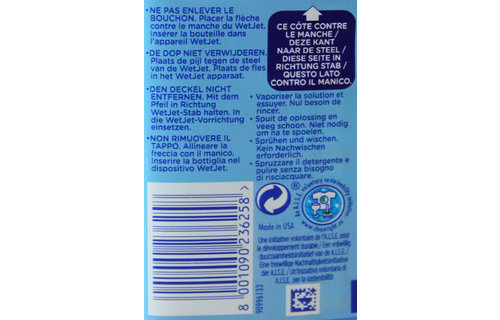 •NE PAS ENLEVER LE
BOUCHON. Placer la flèche
contre le manche du WetJet.
Insérer la bouteille dans
l'appareil WetJet.
•DE DOP NIET VERWIJDEREN.
Plaats de pijl tegen de steel
van de WetJet. Plaats de fles
in het WetJet apparaat.
•DEN DECKEL NICHT
ENTFERNEN. Mit dem
Pfeil in Richtung
WetJet-Stab halten. In
die WetJet-Vorrichtung
einsetzen.
•NON RIMUOVERE IL
TAPPO. Allineare la
freccia con il manico.
Inserire la bottiglia nel
dispositivo WetJet.
8 001090 236258 >
90996133
CE CÔTE CONTRE
LE MANCHE /
DEZE KANT
NAAR DE STEEL /
DIESE SEITE IN
RICHTUNG STAB /
QUESTO LATO
CONTRO IL MANICO.
• Vaporiser la solution et
essuyer. Nul besoin de
rincer.
• Spuit de oplossing en
veeg schoon. Niet nodig
om na te spoelen.
• Sprühen und wischen.
Kein Nachwischen
erforderlich.
• Spruzzare il detergente e
pulire senza bisogno
di risciacquare.
An A.I.S.E. voluntary sustainability initiative
®
Made in USA
Une initiative volontaire de l'A.I.S.E. pour
le développement durable / Een vrijwillig
duurzaamheidsinitiatief van de A.I.S.E./
Eine freiwillige Nachhaltigkeitsinitiative
der A.I.S.E./ Un'iniziativa volontaria di
A.I.S.E. per la sostenibilità